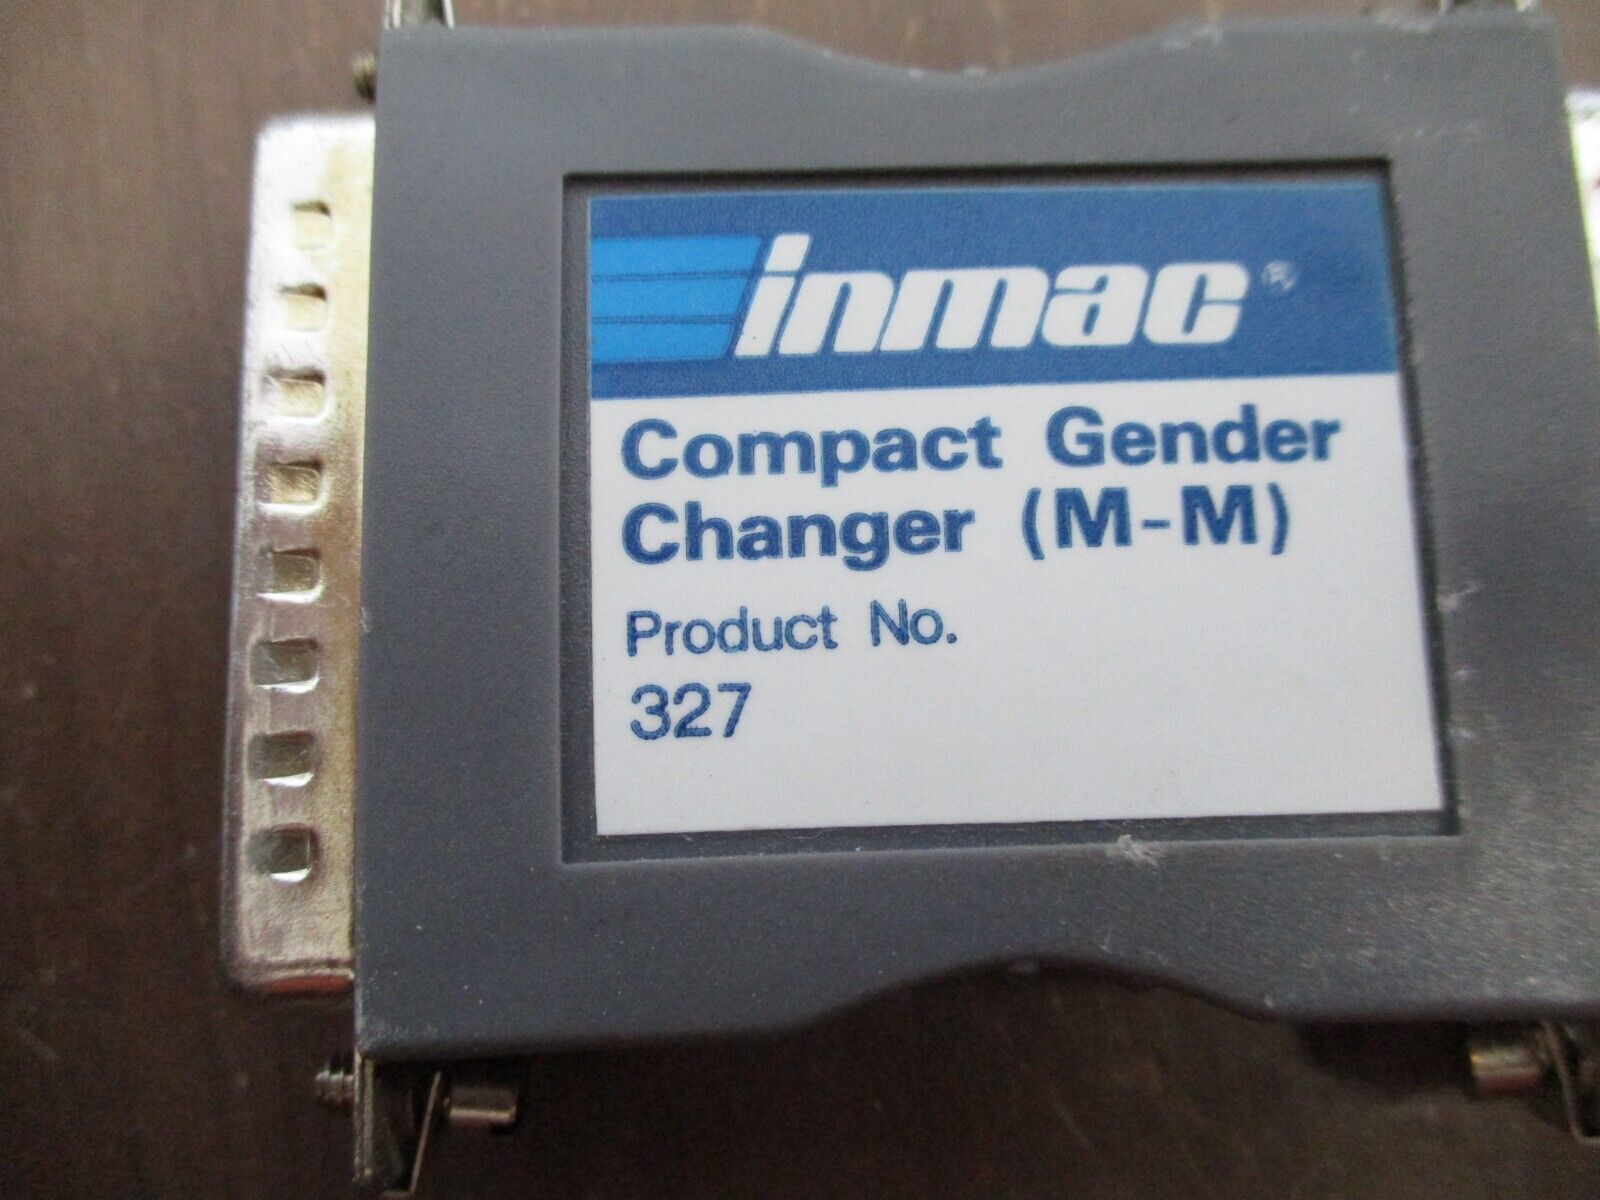 inmac®
Compact Gender
Changer (M-M)
Product No.
327